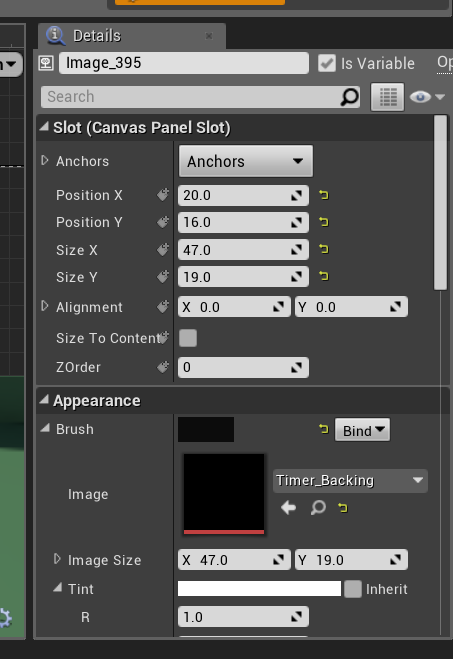 Details
Image_395 Is Variable Op
Search
Slot (Canvas Panel Slot)
Anchors Anchors
Position X 20.0
Position Y 16.0
Size X 47.0
Size Y 19.0
Alignment X 0.0 Y 0.0
Size To Content
ZOrder 0
Appearance
Brush Bind
Image Timer_Backing
Image Size X 47.0 Y 19.0
Tint Inherit
R 1.0